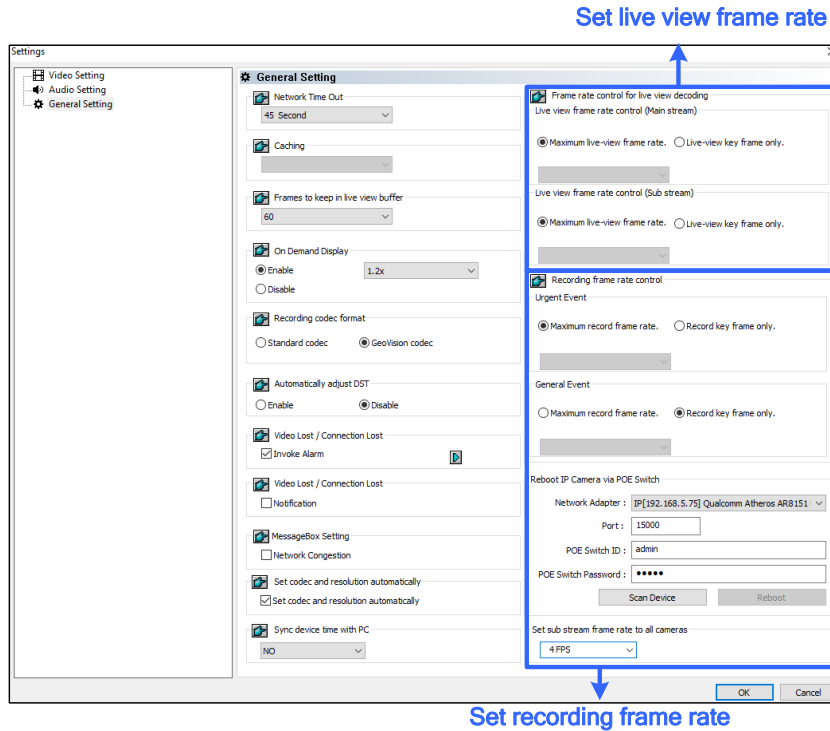 Set live view frame rate
Settings
Video Setting
Audio Setting
General Setting
General Setting
Network Time Out
45 Second
Caching
Frames to keep in live view buffer
60
On Demand Display
Enable
1.2x
Disable
Recording codec format
Standard codec
GeoVision codec
Automatically adjust DST
Enable
Disable
Video Lost / Connection Lost
Invoke Alarm
Video Lost / Connection Lost
Notification
MessageBox Setting
Network Congestion
Set codec and resolution automatically
Set codec and resolution automatically
Sync device time with PC
NO
Frame rate control for live view decoding
Live view frame rate control (Main stream)
Maximum live-view frame rate.
Live-view key frame only.
Live view frame rate control (Sub stream)
Maximum live-view frame rate.
Live-view key frame only.
Recording frame rate control
Urgent Event
Maximum record frame rate.
Record key frame only.
General Event
Maximum record frame rate.
Record key frame only.
Reboot IP Camera via POE Switch
Network Adapter :
IP[192.168.5.75] Qualcomm Atheros AR8151
Port :
15000
POE Switch ID :
admin
POE Switch Password :
•••••
Scan Device
Reboot
Set sub stream frame rate to all cameras
4 FPS
OK
Cancel
Set recording frame rate